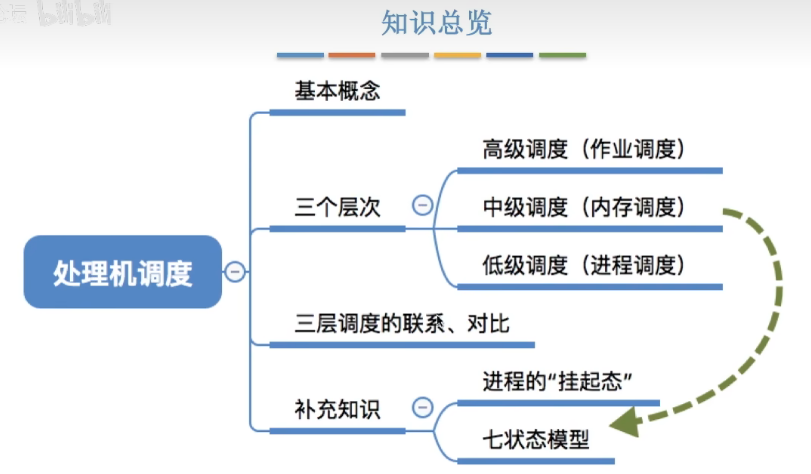 知识总览
基本概念
高级调度（作业调度）
三个层次
中级调度（内存调度）
低级调度（进程调度）
处理机调度
三层调度的联系、对比
进程的“挂起态”
补充知识
七状态模型